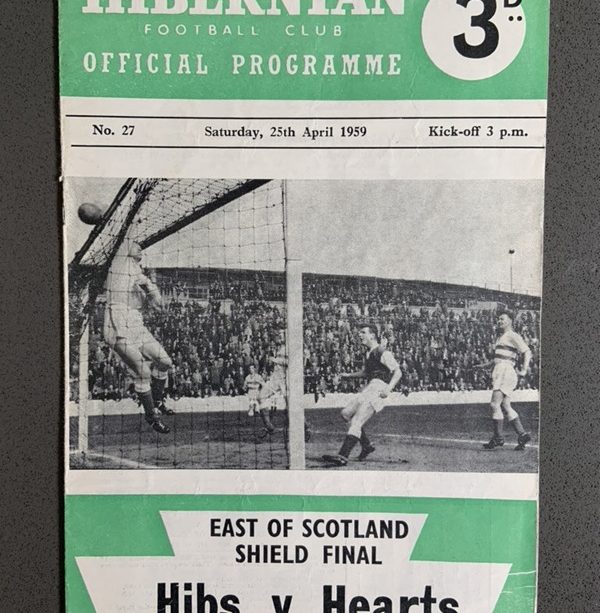 HIBERNIAN
FOOTBALL CLUB
OFFICIAL PROGRAMME
3D
No. 27 Saturday, 25th April 1959 Kick-off 3 p.m.
EAST OF SCOTLAND
SHIELD FINAL
Hibs v Hearts